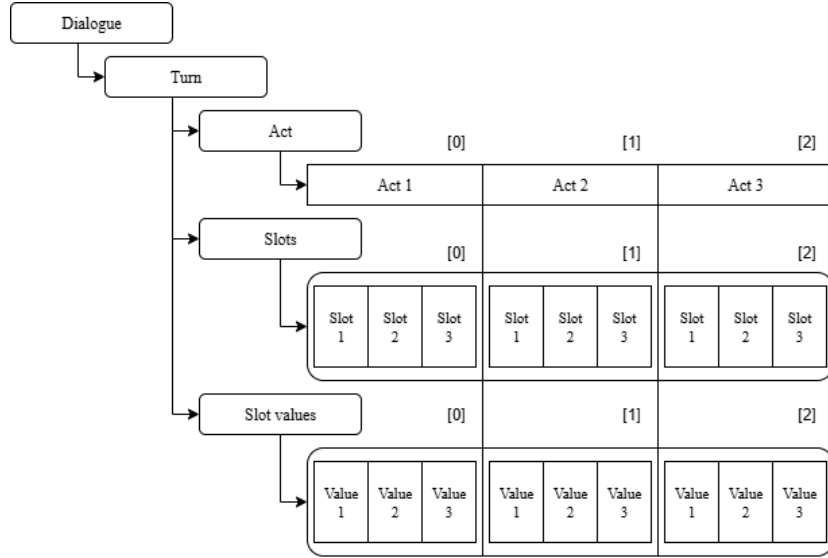 Dialogue
Turn
Act
[0] [1] [2]
Act 1 Act 2 Act 3
Slots
[0] [1] [2]
Slot Slot Slot Slot Slot Slot Slot Slot Slot
1 2 3 1 2 3 1 2 3
Slot values
[0] [1] [2]
Value Value Value Value Value Value Value Value Value
1 2 3 1 2 3 1 2 3